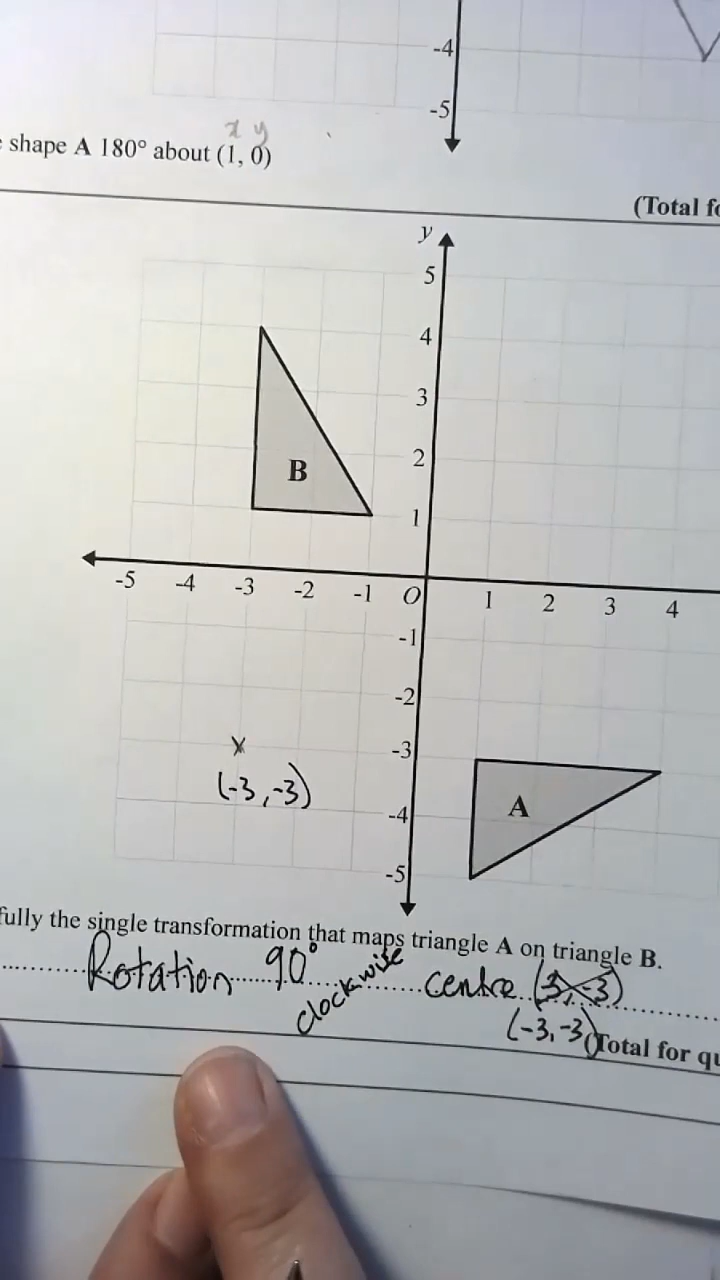 -4
-5
x y
shape A 180° about (1, 0)
(Total
y
5
4
3
2
1
B
-5 -4 -3 -2 -1 O 1 2 3 4
-1
-2
-3
-4
-5
x
(-3,-3)
A
fully the single transformation that maps triangle A on triangle B.
Rotation 90° clockwise centre (3,-3)
(-3,-3)
(Total for